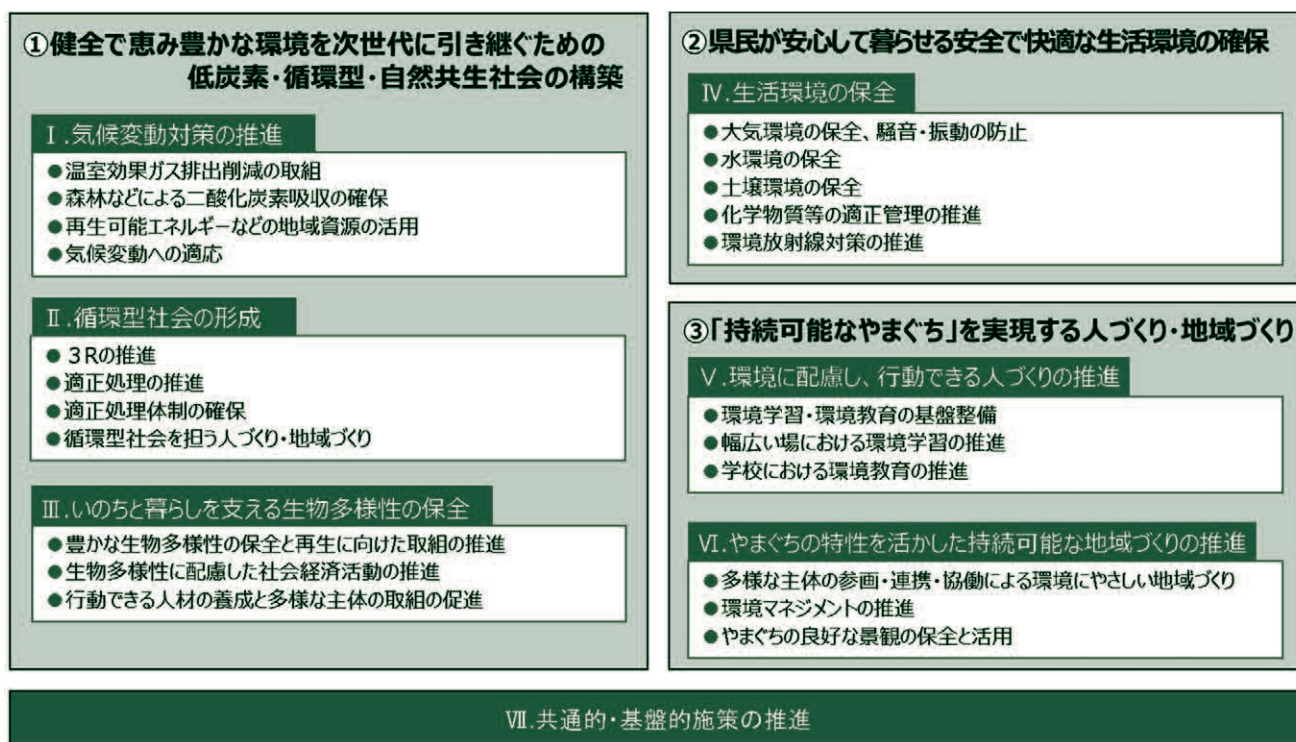 ①健全で恵み豊かな環境を次世代に引き継ぐための
低炭素・循環型・自然共生社会の構築
Ⅰ.気候変動対策の推進
●温室効果ガス排出削減の取組
●森林などによる二酸化炭素吸収の確保
●再生可能エネルギーなどの地域資源の活用
●気候変動への適応
Ⅱ.循環型社会の形成
●３Rの推進
●適正処理の推進
●適正処理体制の確保
●循環型社会を担う人づくり・地域づくり
Ⅲ.いのちと暮らしを支える生物多様性の保全
●豊かな生物多様性の保全と再生に向けた取組の推進
●生物多様性に配慮した社会経済活動の推進
●行動できる人材の養成と多様な主体の取組の促進
②県民が安心して暮らせる安全で快適な生活環境の確保
Ⅳ.生活環境の保全
●大気環境の保全、騒音・振動の防止
●水環境の保全
●土壌環境の保全
●化学物質等の適正管理の推進
●環境放射線対策の推進
③「持続可能なやまぐち」を実現する人づくり・地域づくり
Ⅴ.環境に配慮し、行動できる人づくりの推進
●環境学習・環境教育の基盤整備
●幅広い場における環境学習の推進
●学校における環境教育の推進
Ⅵ.やまぐちの特性を活かした持続可能な地域づくりの推進
●多様な主体の参画・連携・協働による環境にやさしい地域づくり
●環境マネジメントの推進
●やまぐちの良好な景観の保全と活用
Ⅶ.共通的・基盤的施策の推進